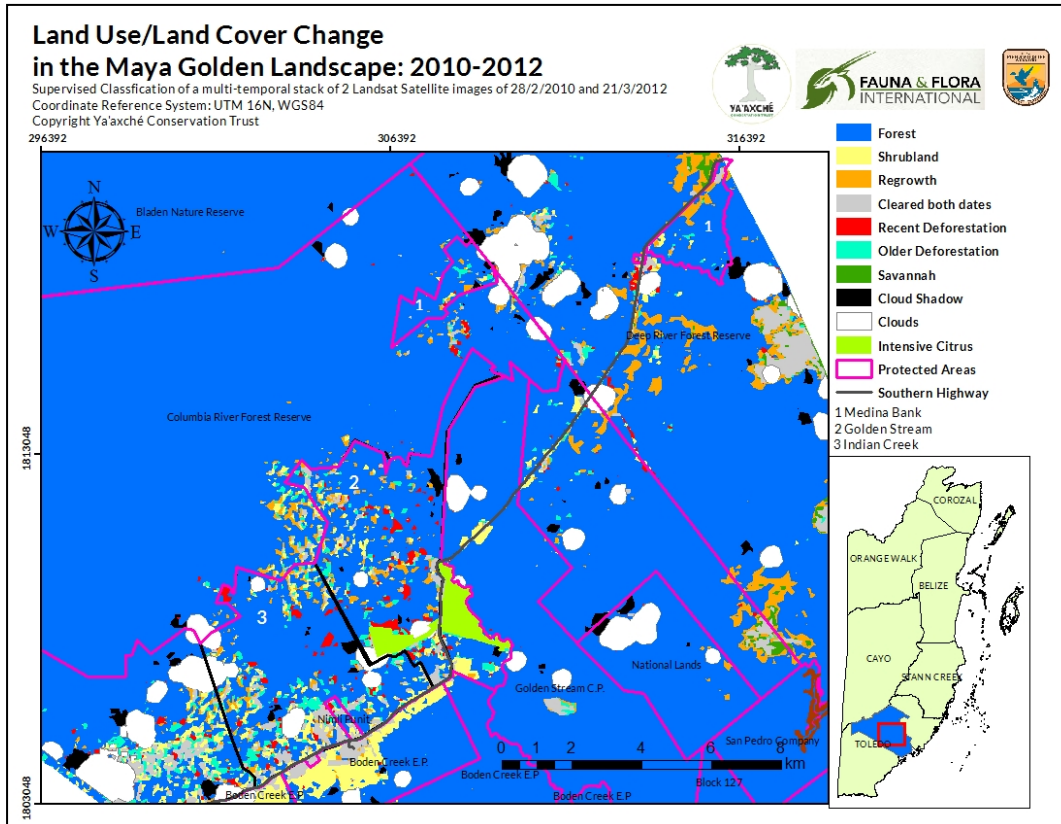 Land Use/Land Cover Change
in the Maya Golden Landscape: 2010-2012
Supervised Classfication of a multi-temporal stack of 2 Landsat Satellite images of 28/2/2010 and 21/3/2012
Coordinate Reference System: UTM 16N, WGS84
Copyright Ya'axché Conservation Trust
YA'AXCHÉ
CONSERVATION TRUST
FAUNA & FLORA
INTERNATIONAL
296392
306392
316392
1813048
1803048
N
W
E
S
Bladen Nature Reserve
1
1
Deep River Forest Reserve
Columbia River Forest Reserve
2
3
National Lands
Golden Stream C.P.
Nimli Punit
San Pedro Company
Boden Creek E.P.
Boden Creek E.P
Block 127
Boden Creek E.P.
Boden Creek E.P
0 1 2 4 6 8
km
Forest
Shrubland
Regrowth
Cleared both dates
Recent Deforestation
Older Deforestation
Savannah
Cloud Shadow
Clouds
Intensive Citrus
Protected Areas
Southern Highway
1 Medina Bank
2 Golden Stream
3 Indian Creek
COROZAL
ORANGE WALK
BELIZE
CAYO
STANN CREEK
TOLEDO